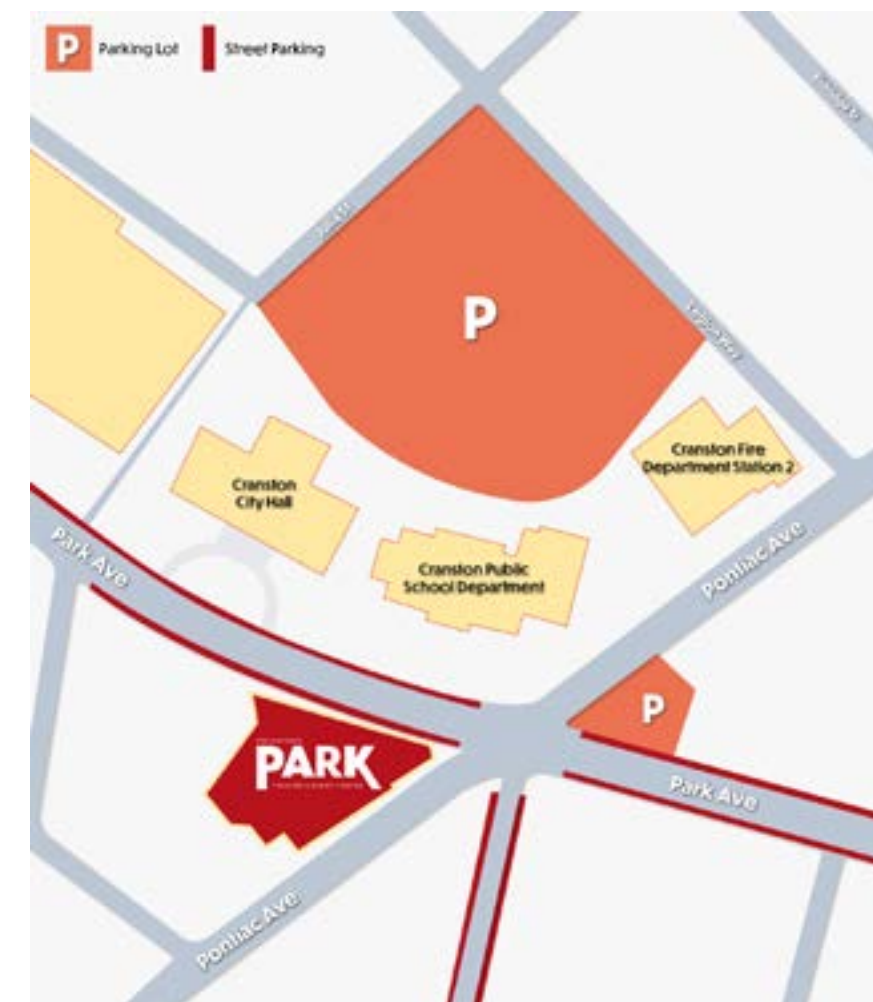 P Parking Lot Street Parking
P
Cranston Fire
Department Station 2
Cranston
City Hall
Park Ave
Pontiac Ave
Cranston Public
School Department
P
PARK
Park Ave
Pontiac Ave